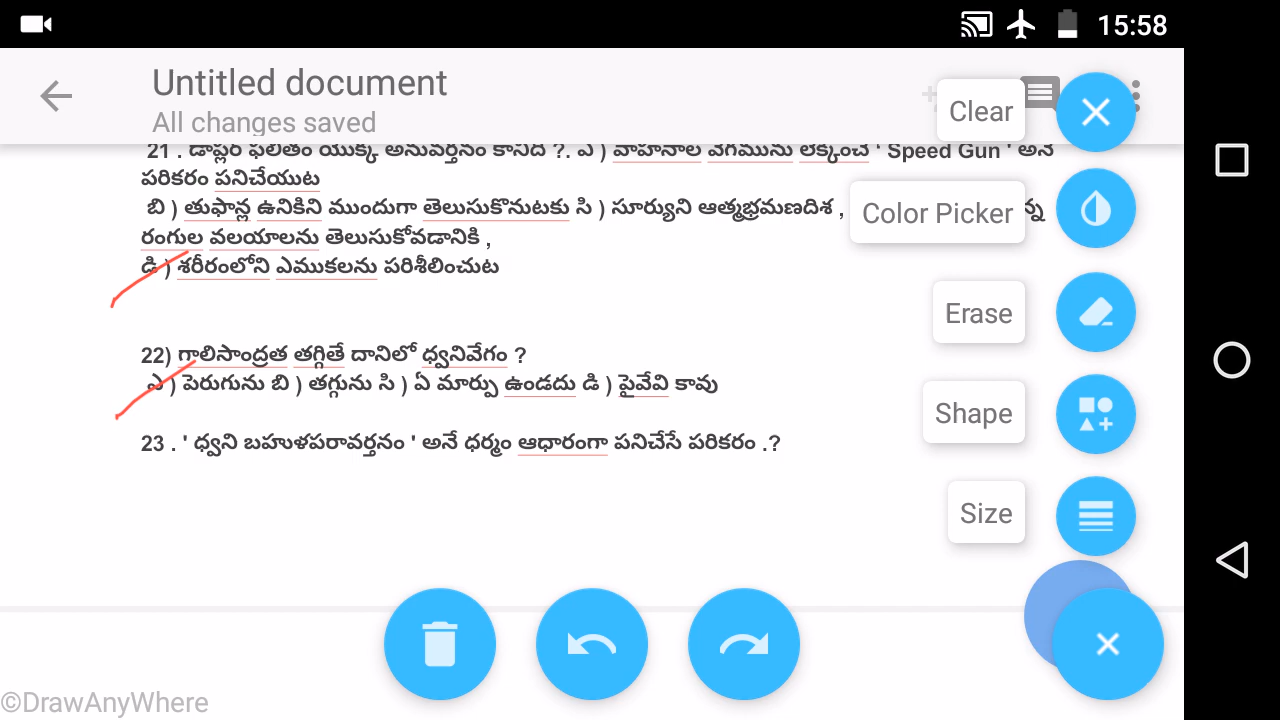 15:58
Untitled document
All changes saved
Clear
21 . డాప్లర్ ఫలితం యొక్క అనువర్తనం కానిది ?. ఎ ) వాహనాల వేగమును లెక్కించే ' Speed Gun ' అనే
పరికరం పనిచేయుట
బి ) తుఫాన్ల ఉనికిని ముందుగా తెలుసుకొనుటకు సి ) సూర్యుని ఆత్మభ్రమణదిశ ,
Color Picker
రంగుల వలయాలను తెలుసుకోవడానికి ,
డి ) శరీరంలోని ఎముకలను పరిశీలించుట
Erase
22) గాలిసాంద్రత తగ్గితే దానిలో ధ్వనివేగం ?
ఎ ) పెరుగును బి ) తగ్గును సి ) ఏ మార్పు ఉండదు డి ) పైవేవి కావు
Shape
23 . ' ధ్వని బహుళపరావర్తనం ' అనే ధర్మం ఆధారంగా పనిచేసే పరికరం .?
Size
©DrawAnyWhere